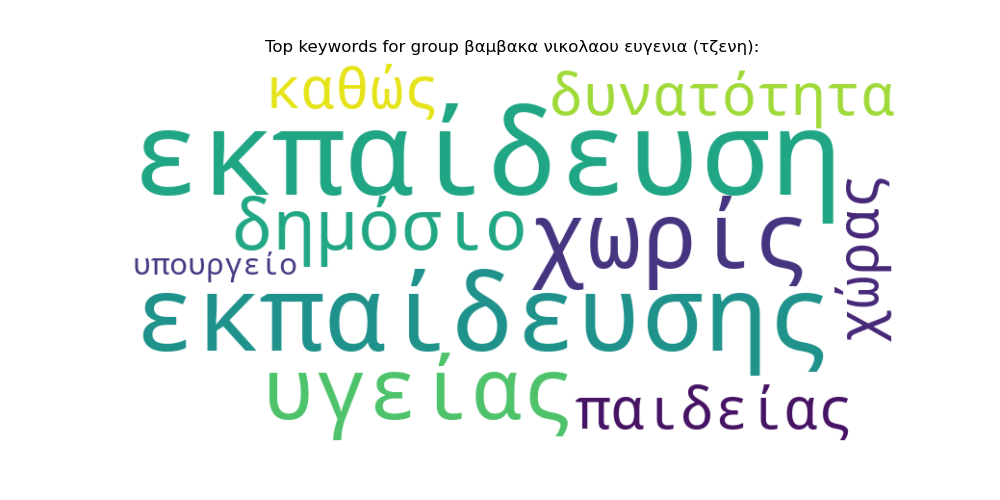 Top keywords for group βαμβακα νικολαου ευγενια (τζενη):
καθώς
δυνατότητα
εκπαίδευση
δημόσιο
χωρίς
χώρας
υπουργείο
εκπαίδευσης
υγείας
παιδείας